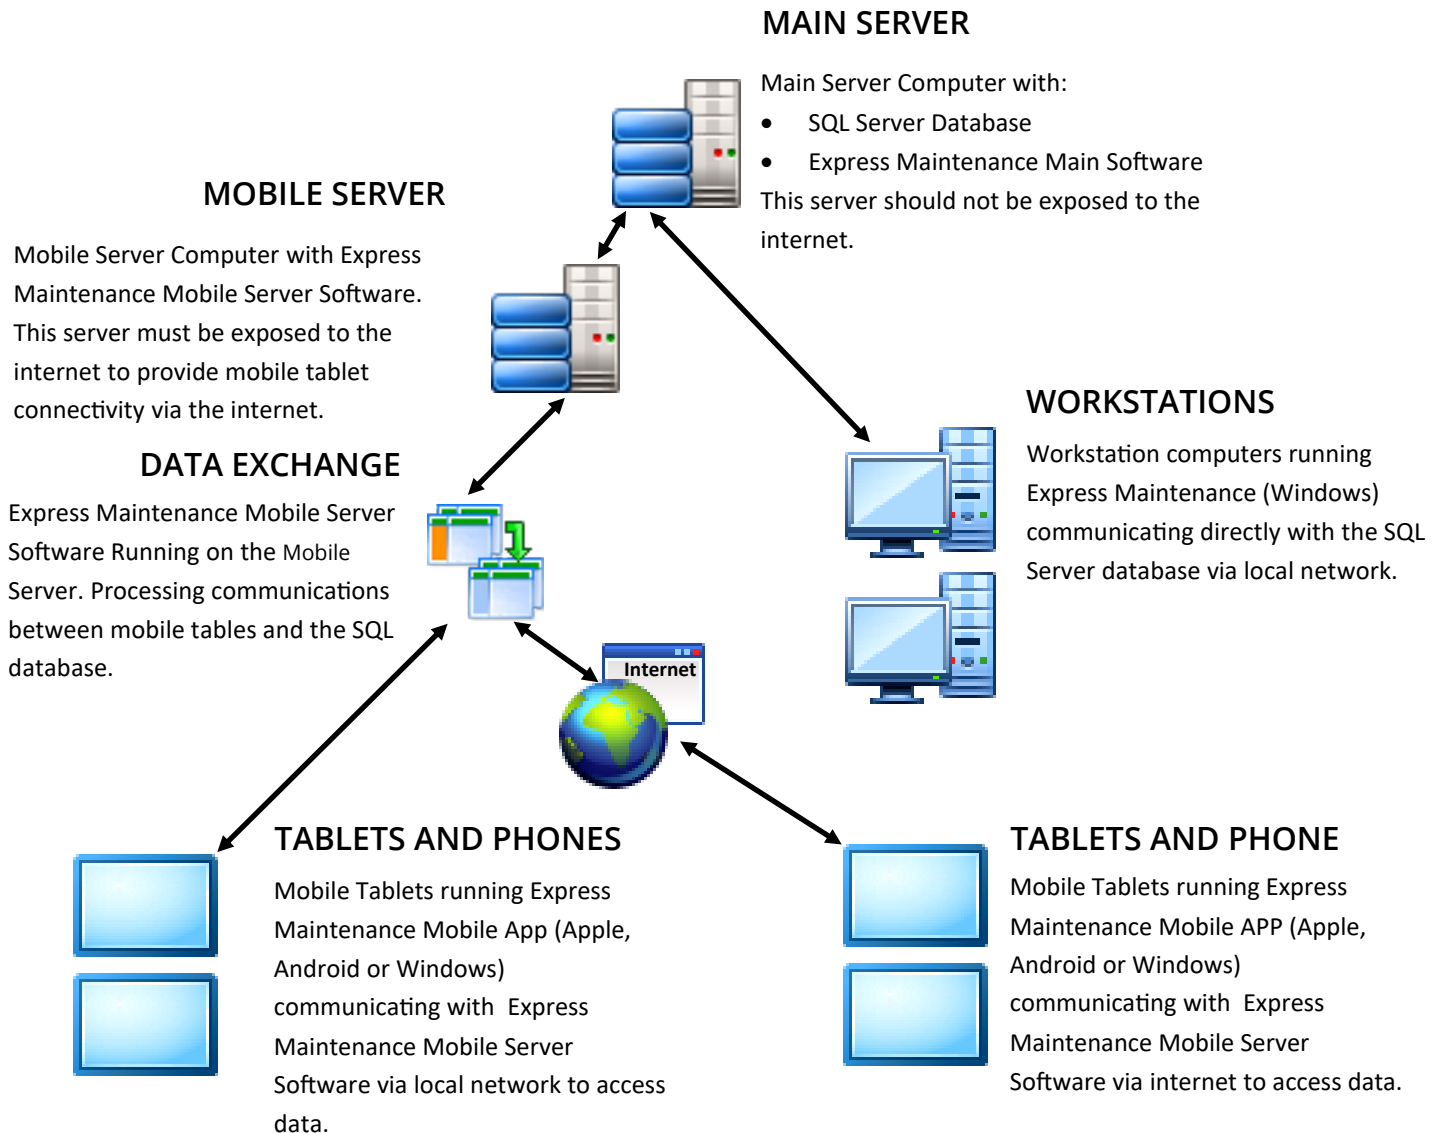 MAIN SERVER
Main Server Computer with:
• SQL Server Database
• Express Maintenance Main Software
This server should not be exposed to the
internet.
MOBILE SERVER
Mobile Server Computer with Express
Maintenance Mobile Server Software.
This server must be exposed to the
internet to provide mobile tablet
connectivity via the internet.
WORKSTATIONS
Workstation computers running
Express Maintenance (Windows)
communicating directly with the SQL
Server database via local network.
DATA EXCHANGE
Express Maintenance Mobile Server
Software Running on the Mobile
Server. Processing communications
between mobile tables and the SQL
database.
Internet
TABLETS AND PHONES
Mobile Tablets running Express
Maintenance Mobile App (Apple,
Android or Windows)
communicating with Express
Maintenance Mobile Server
Software via local network to access
data.
TABLETS AND PHONE
Mobile Tablets running Express
Maintenance Mobile APP (Apple,
Android or Windows)
communicating with Express
Maintenance Mobile Server
Software via internet to access data.